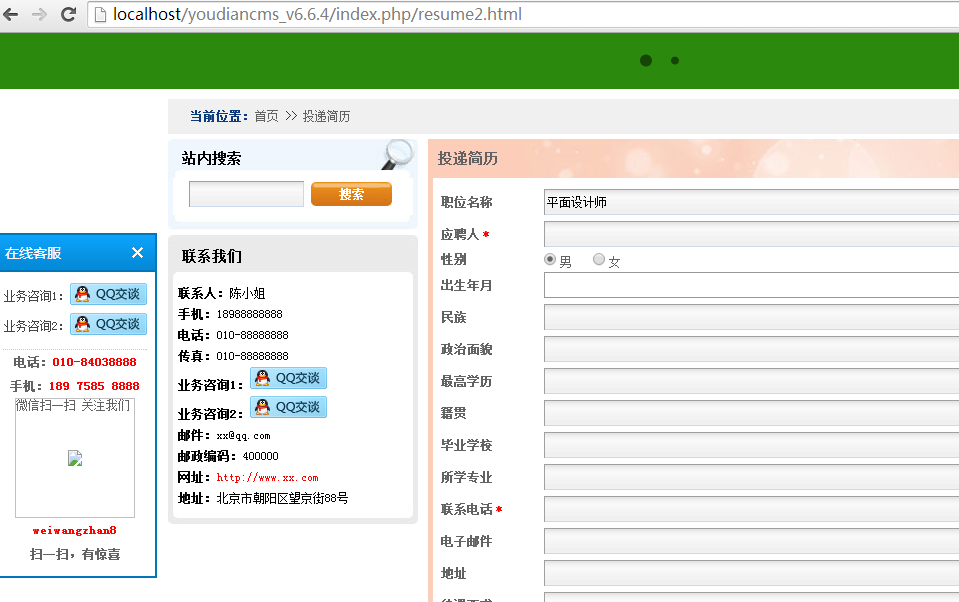 localhost/youdiancms_v6.6.4/index.php/resume2.html
当前位置： 首页 >> 投递简历
站内搜索
搜索
联系我们
联系人：陈小姐
手机：18988888888
电话：010-88888888
传真：010-88888888
业务咨询1： QQ交谈
业务咨询2： QQ交谈
邮件：xx@qq.com
邮政编码：400000
网址：http://www.xx.com
地址：北京市朝阳区望京街88号
在线客服 ×
业务咨询1： QQ交谈
业务咨询2： QQ交谈
电话：010-84038888
手机：189 7585 8888
微信扫一扫 关注我们
weiwangzhan8
扫一扫，有惊喜
投递简历
职位名称 平面设计师
应聘人 *
性别 男 女
出生年月
民族
政治面貌
最高学历
籍贯
毕业学校
所学专业
联系电话 *
电子邮件
地址